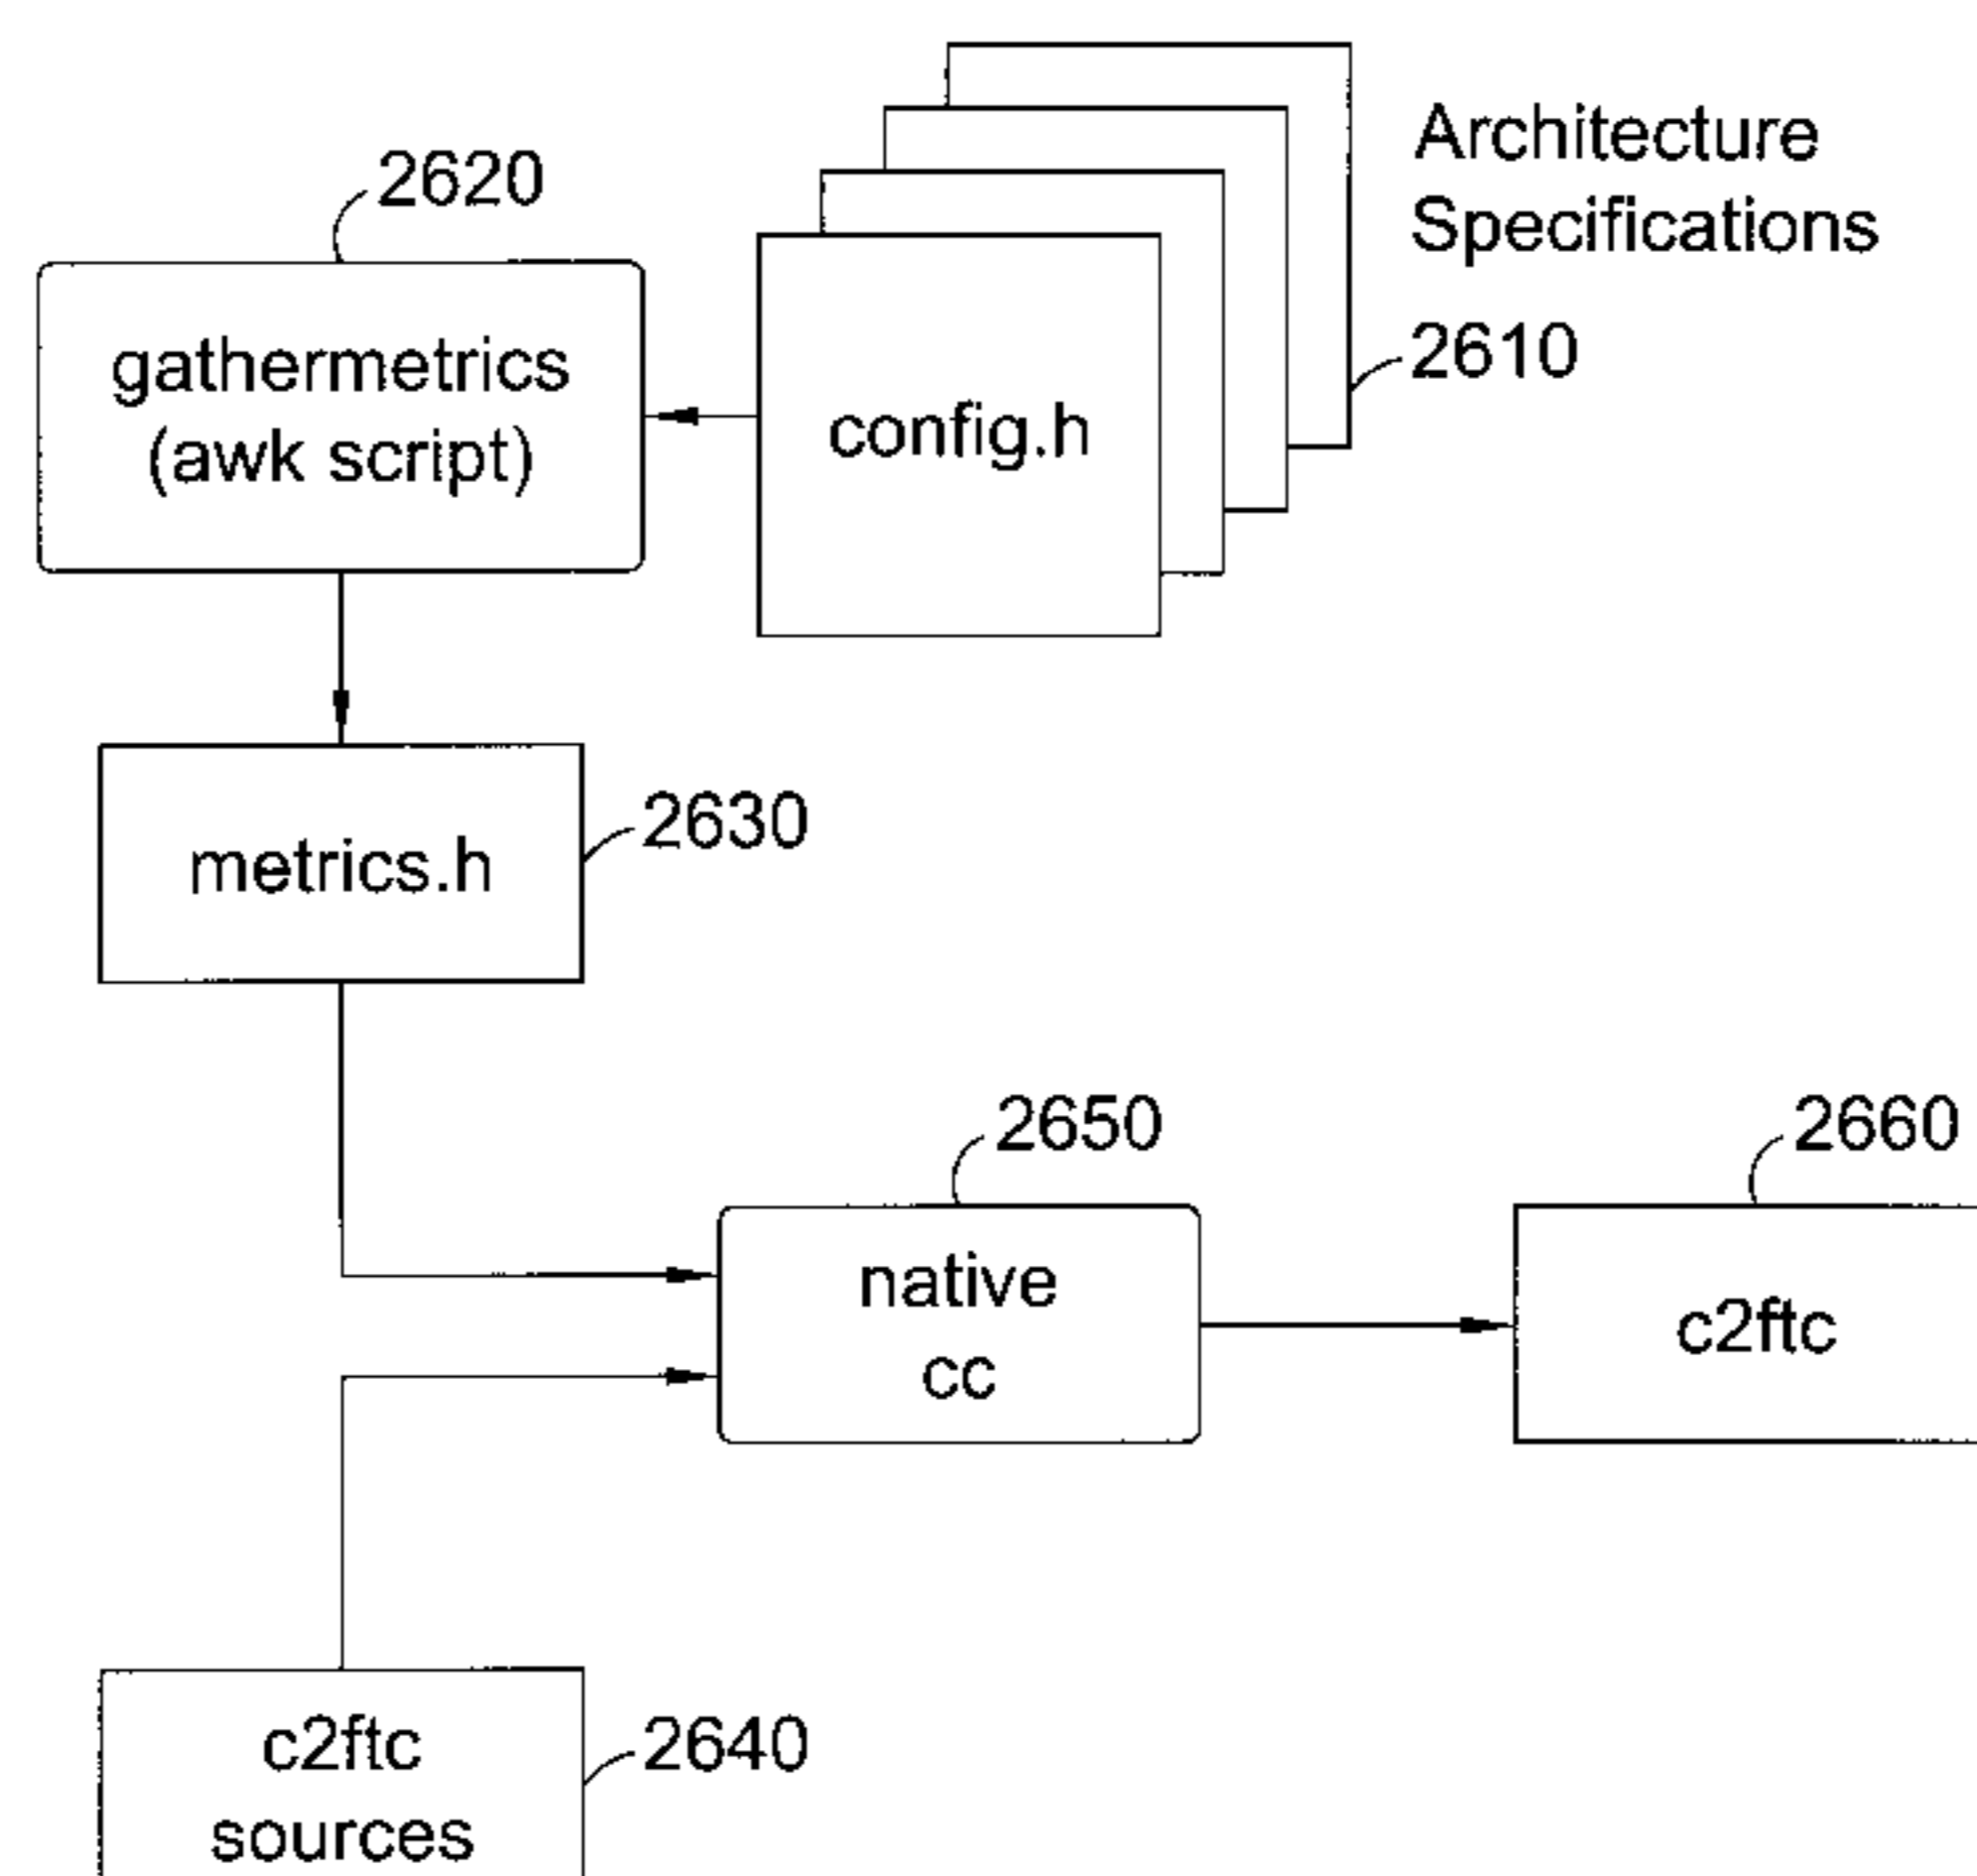 Architecture
Specifications
2610
2620
gathermetrics
(awk script)
config.h
metrics.h
2630
2650
native
cc
2660
c2ftc
c2ftc
sources
2640